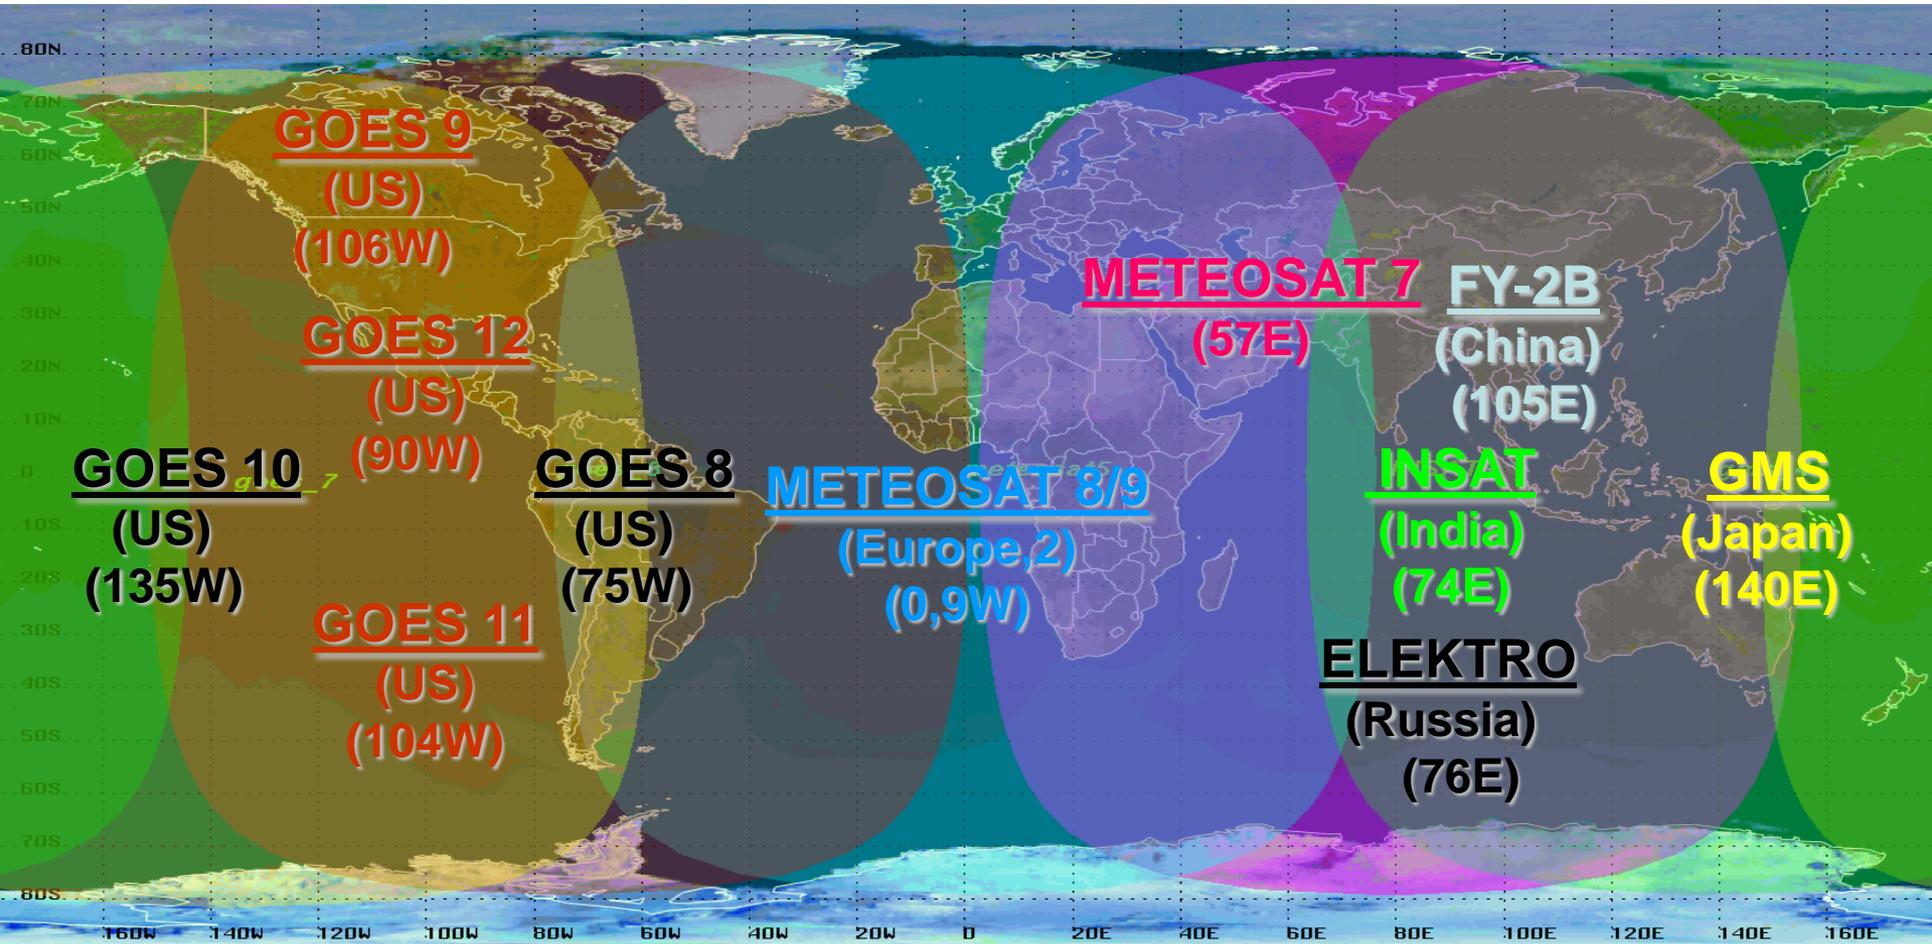 80N
70N
60N
50N
40N
30N
20N
10N
0
10S
20S
30S
40S
50S
60S
70S
80S
GOES 9
(US)
(106W)
GOES 12
(US)
(90W)
GOES 10
(US)
(135W)
GOES 11
(US)
(104W)
GOES 8
(US)
(75W)
METEOSAT 8/9
(Europe,2)
(0,9W)
METEOSAT 7
(57E)
FY-2B
(China)
(105E)
INSAT
(India)
(74E)
ELEKTRO
(Russia)
(76E)
GMS
(Japan)
(140E)
160W 140W 120W 100W 80W 60W 40W 20W 0 20E 40E 60E 80E 100E 120E 140E 160E